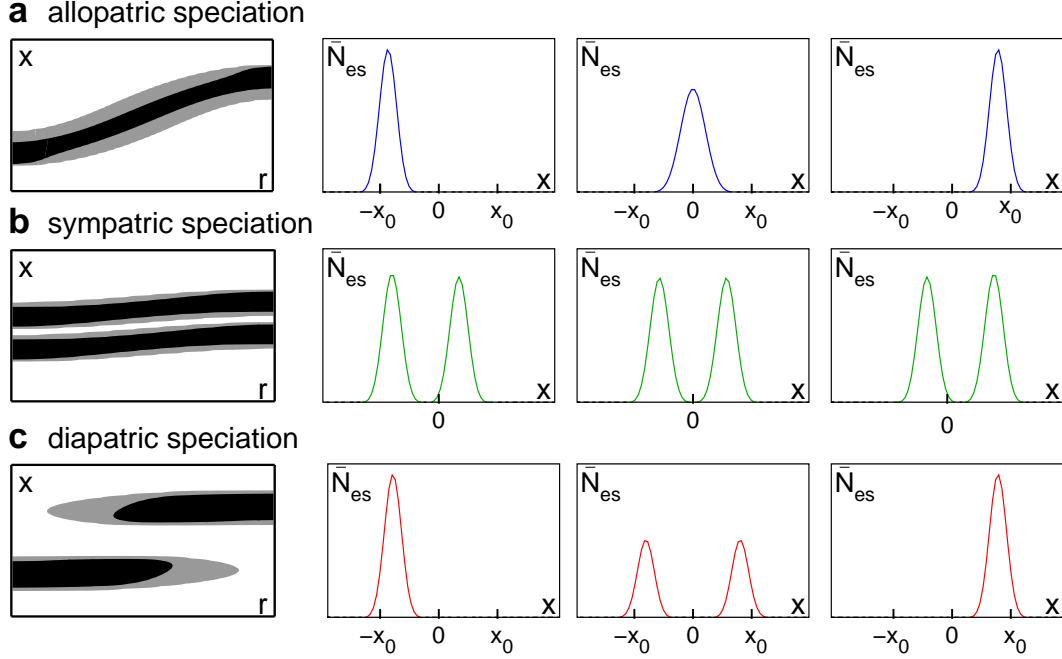 a allopatric speciation
x
r
N̄es
x
−x0 0 x0
N̄es
x
−x0 0 x0
N̄es
x
−x0 0 x0
b sympatric speciation
x
r
N̄es
x
0
N̄es
x
0
N̄es
x
0
c diapatric speciation
x
r
N̄es
x
−x0 0 x0
N̄es
x
−x0 0 x0
N̄es
x
−x0 0 x0